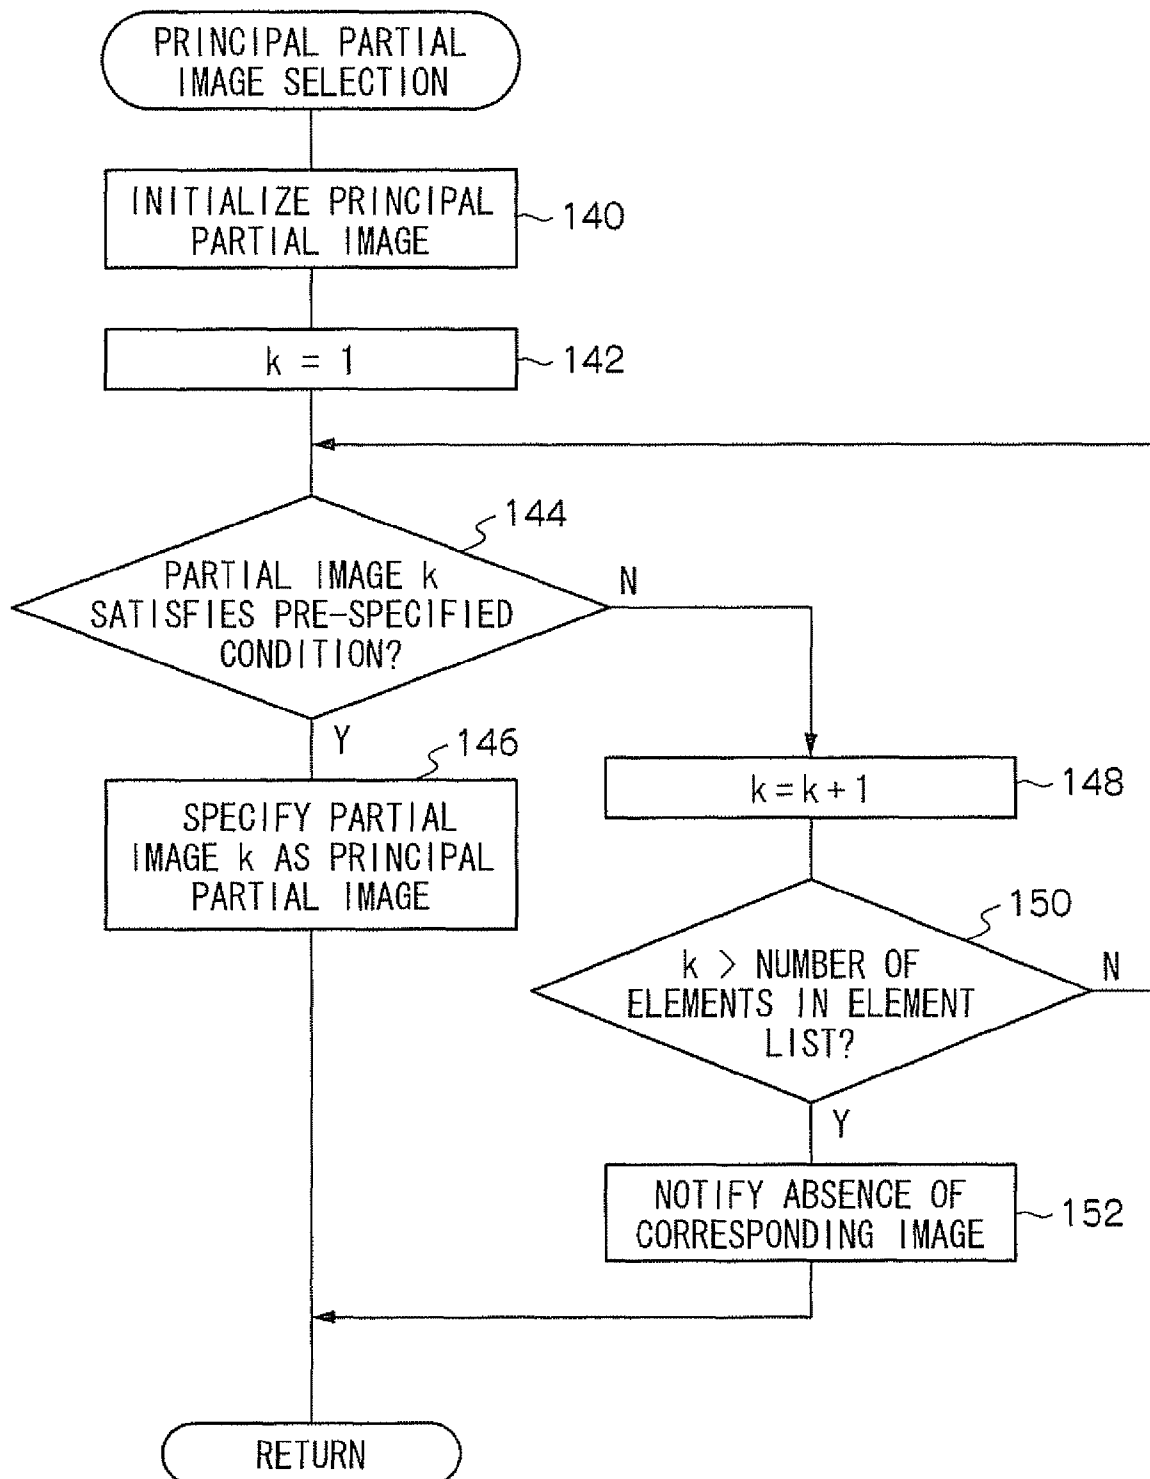 PRINCIPAL PARTIAL
IMAGE SELECTION
INITIALIZE PRINCIPAL
PARTIAL IMAGE
140
k = 1
142
144
PARTIAL IMAGE k
SATISFIES PRE-SPECIFIED
CONDITION?
N
Y
146
SPECIFY PARTIAL
IMAGE k AS PRINCIPAL
PARTIAL IMAGE
k=k+1
148
150
k > NUMBER OF
ELEMENTS IN ELEMENT
LIST?
N
Y
NOTIFY ABSENCE OF
CORRESPONDING IMAGE
152
RETURN